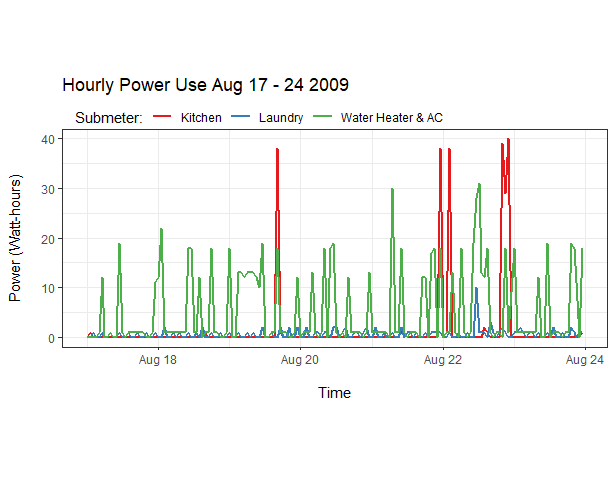 Hourly Power Use Aug 17 - 24 2009
Submeter: Kitchen Laundry Water Heater & AC
40
30
20
10
0
Power (Watt-hours)
Aug 18 Aug 20 Aug 22 Aug 24
Time